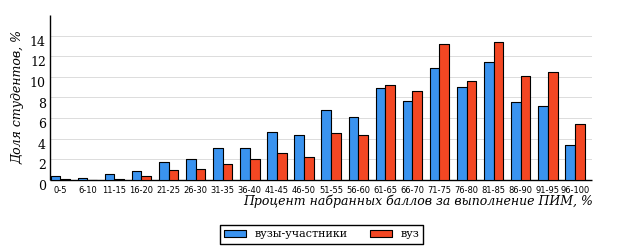 Доля студентов, %
14
12
10
8
6
4
2
0
0-5 6-10 11-15 16-20 21-25 26-30 31-35 36-40 41-45 46-50 51-55 56-60 61-65 66-70 71-75 76-80 81-85 86-90 91-95 96-100
Процент набранных баллов за выполнение ПИМ, %
вузы-участники вуз